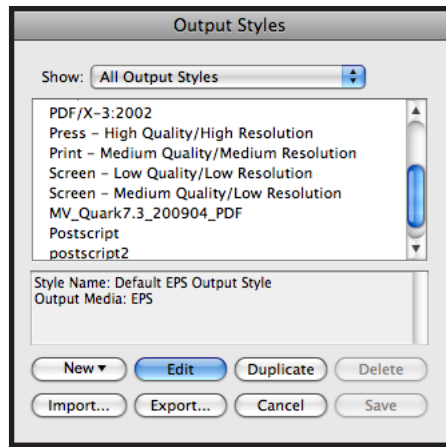 Output Styles
Show: All Output Styles
PDF/X-3:2002
Press – High Quality/High Resolution
Print – Medium Quality/Medium Resolution
Screen – Low Quality/Low Resolution
Screen – Medium Quality/Low Resolution
MV_Quark7.3_200904_PDF
Postscript
postscript2
Style Name: Default EPS Output Style
Output Media: EPS
New Edit Duplicate Delete
Import... Export... Cancel Save